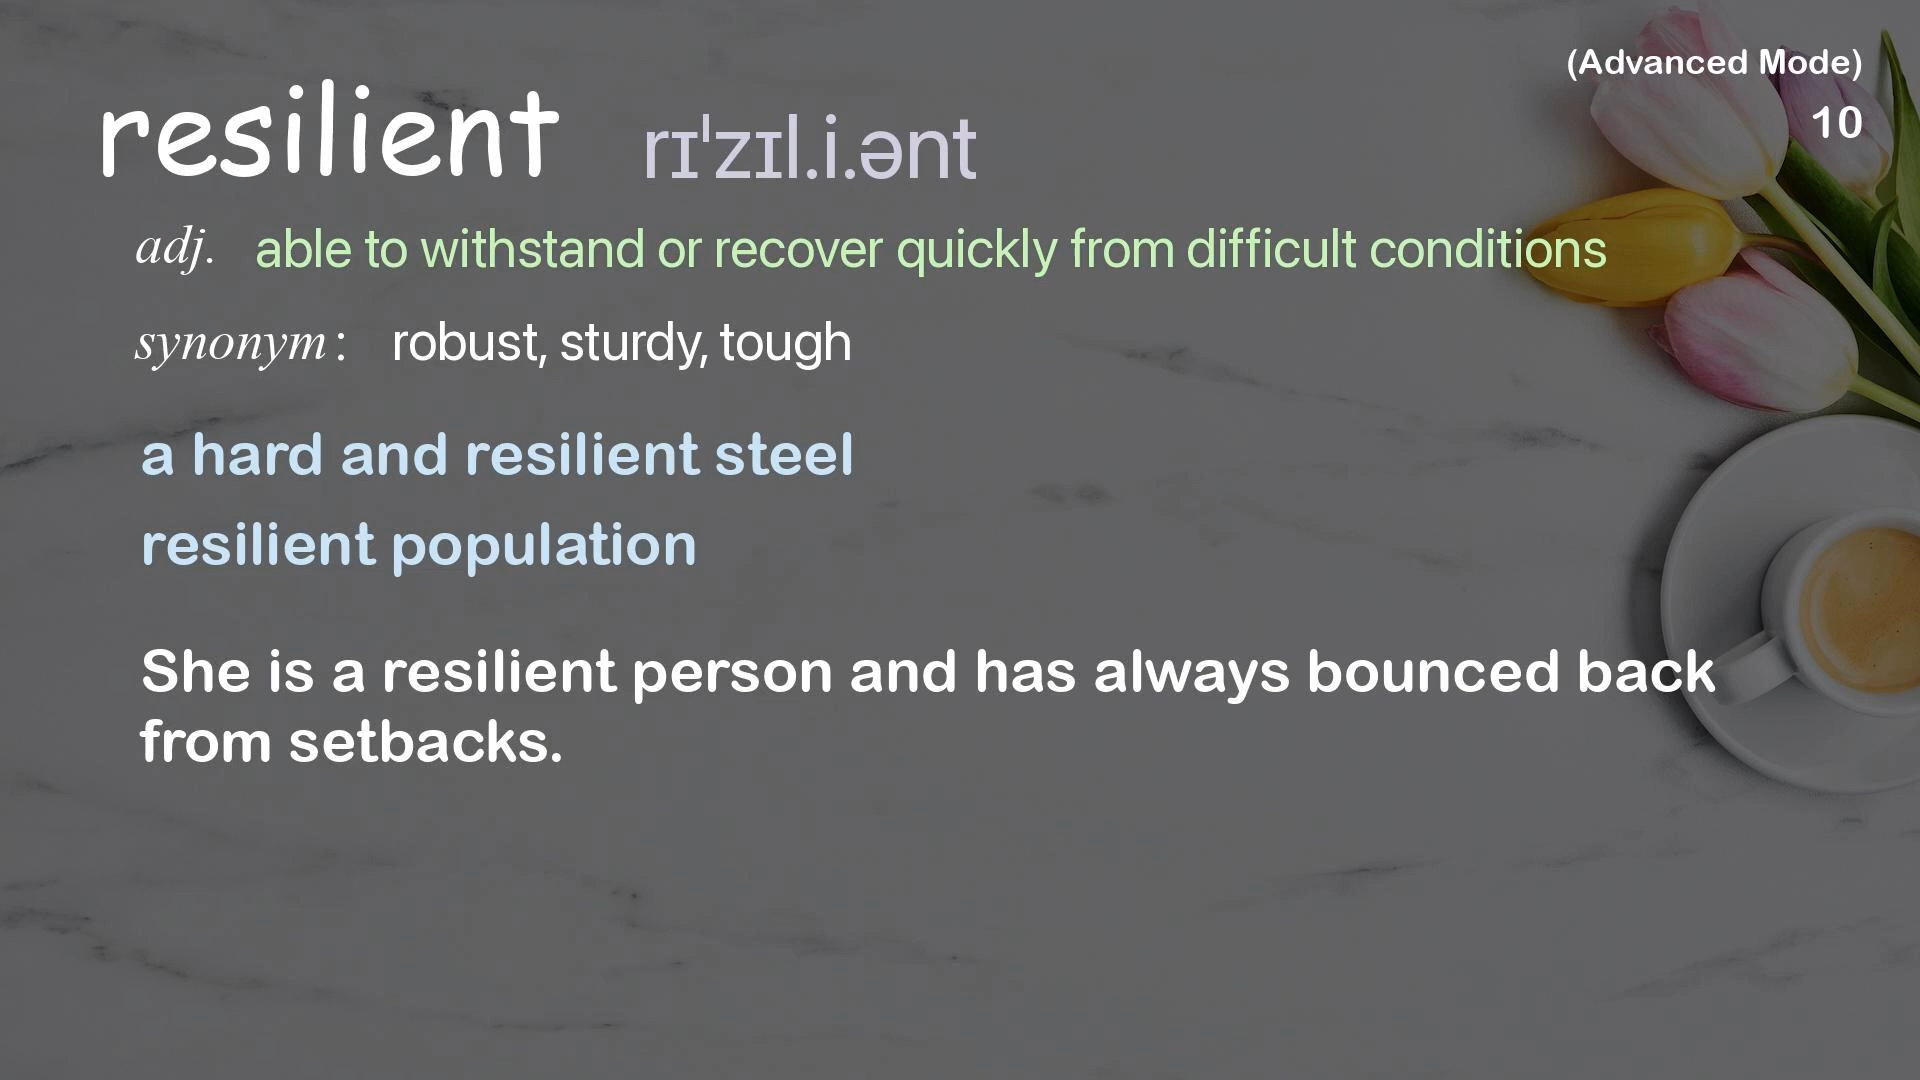 (Advanced Mode)
resilient rɪˈzɪl.i.ənt
10
adj. able to withstand or recover quickly from difficult conditions
synonym: robust, sturdy, tough
a hard and resilient steel
resilient population
She is a resilient person and has always bounced back
from setbacks.